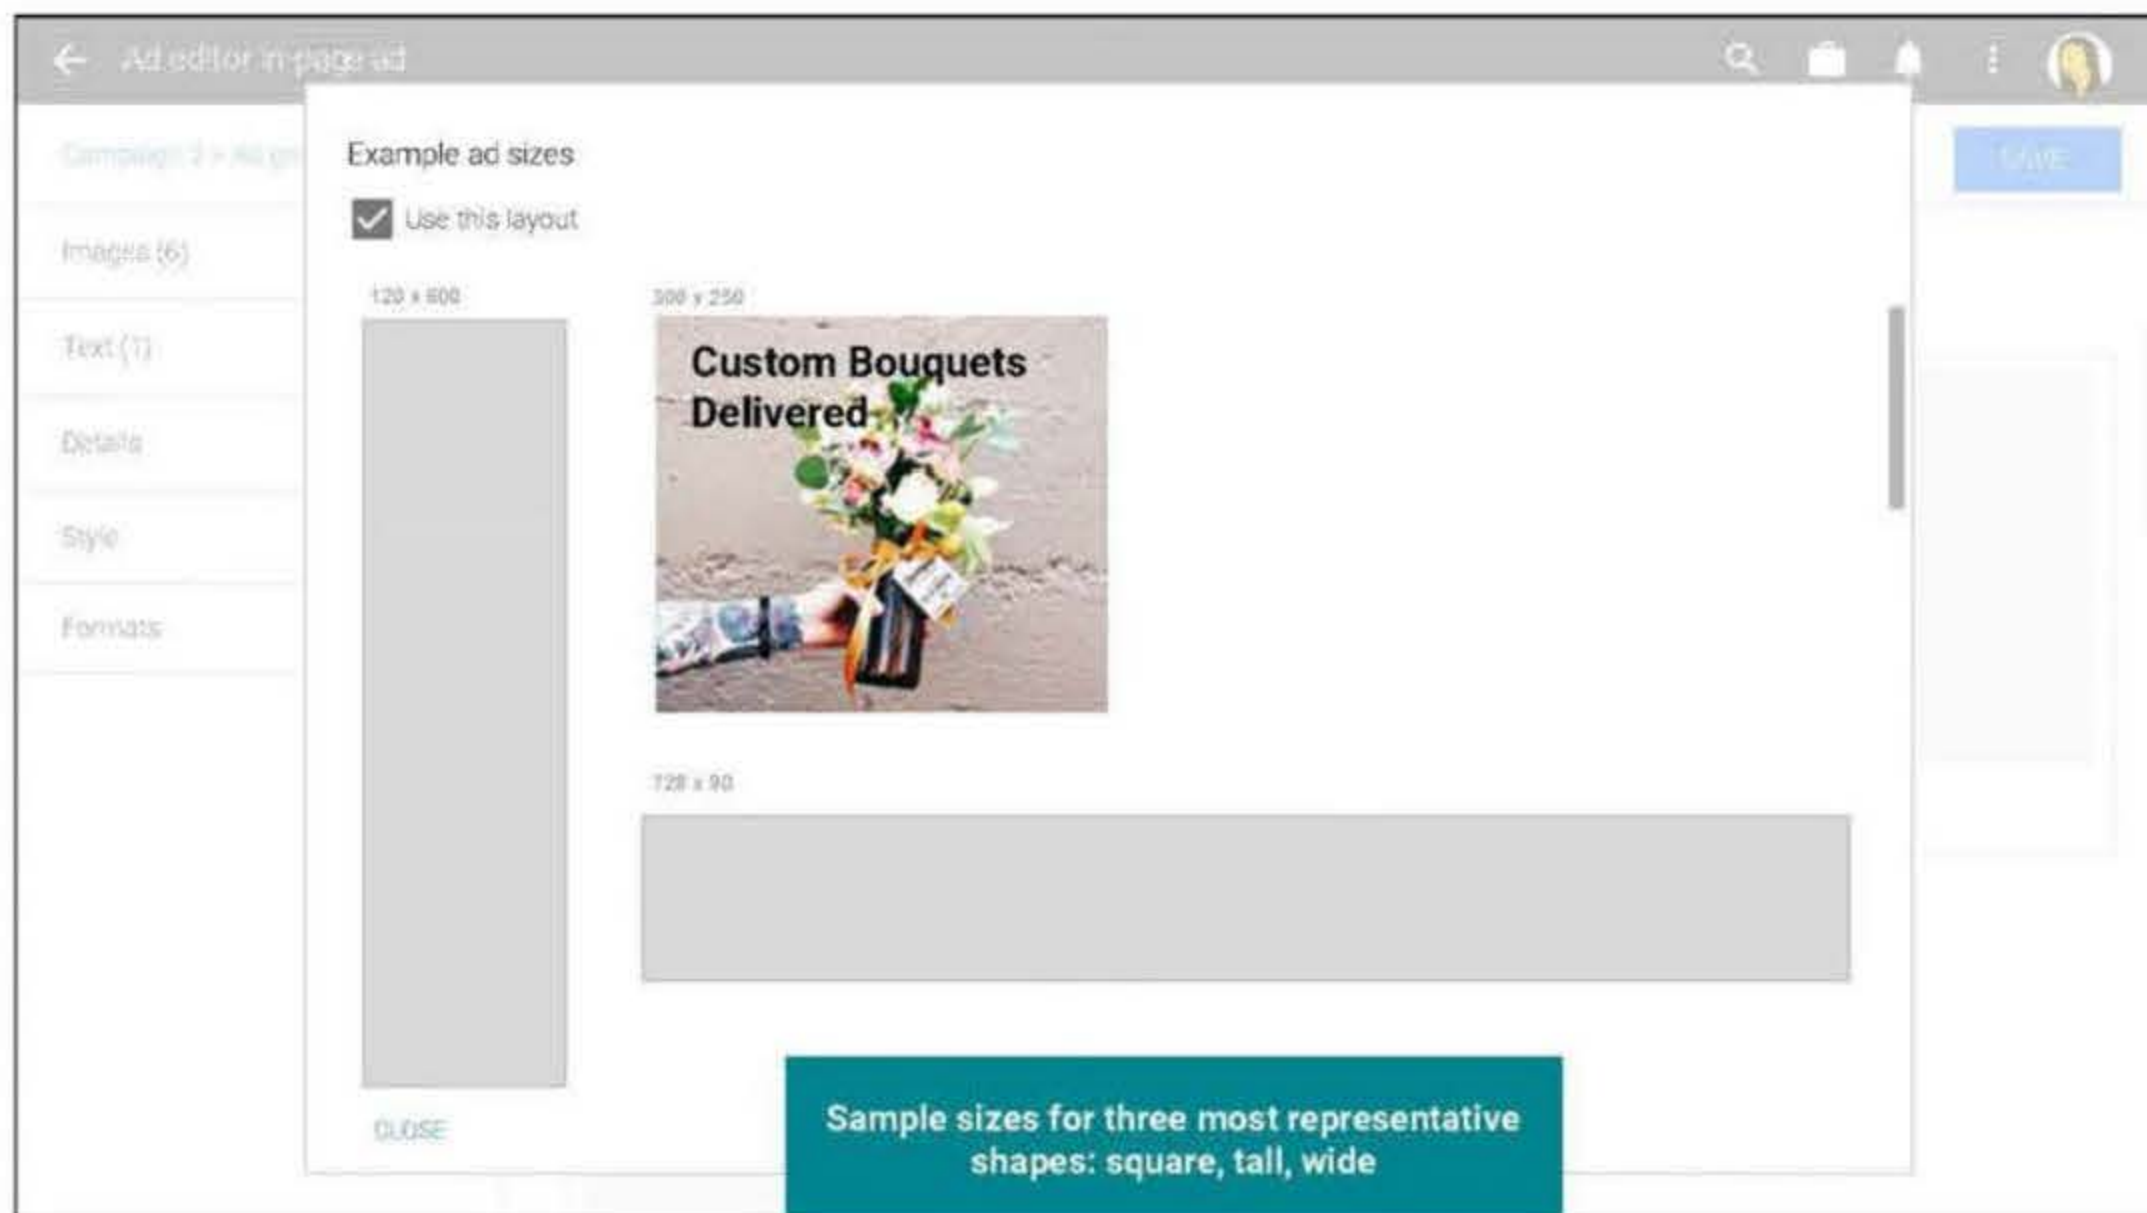 Ad editor in-page ad
SAVE
Example ad sizes
Use this layout
Images (6)
Text (1)
Details
Style
Formats
120 x 600
300 x 250
Custom Bouquets
Delivered
728 x 90
CLOSE
Sample sizes for three most representative
shapes: square, tall, wide